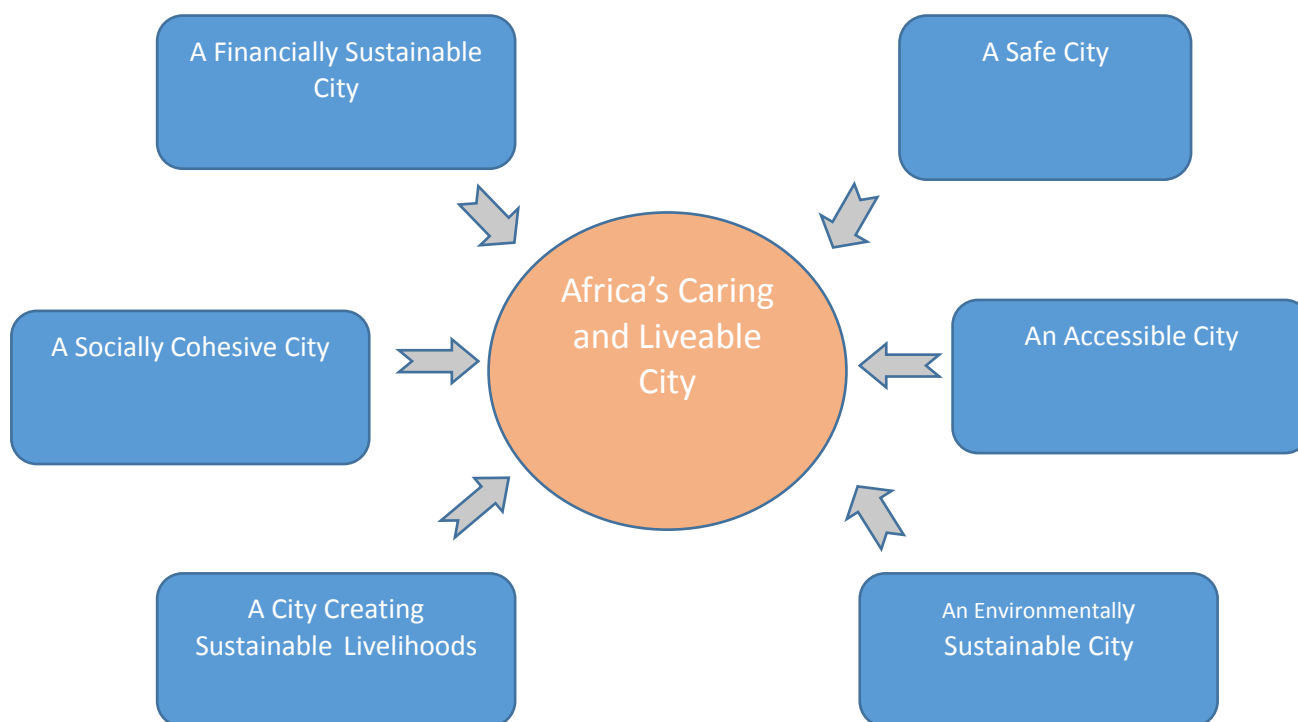 A Financially Sustainable
City
A Safe City
Africa’s Caring
and Liveable
City
A Socially Cohesive City
An Accessible City
A City Creating
Sustainable Livelihoods
An Environmentally
Sustainable City